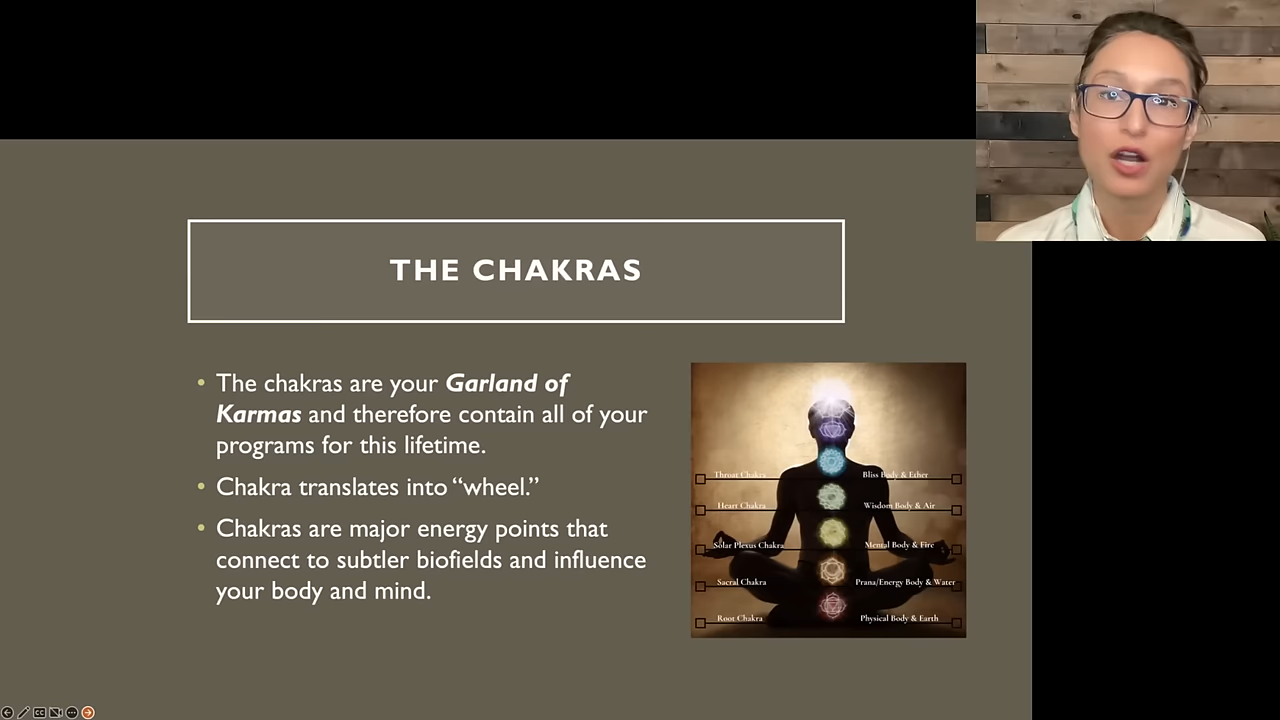 THE CHAKRAS
• The chakras are your Garland of
Karmas and therefore contain all of your
programs for this lifetime.
• Chakra translates into “wheel.”
• Chakras are major energy points that
connect to subtler biofields and influence
your body and mind.
Throat Chakra Bliss Body & Ether
Heart Chakra Wisdom Body & Air
Solar Plexus Chakra Mental Body & Fire
Sacral Chakra Prana/Energy Body & Water
Root Chakra Physical Body & Earth
CC